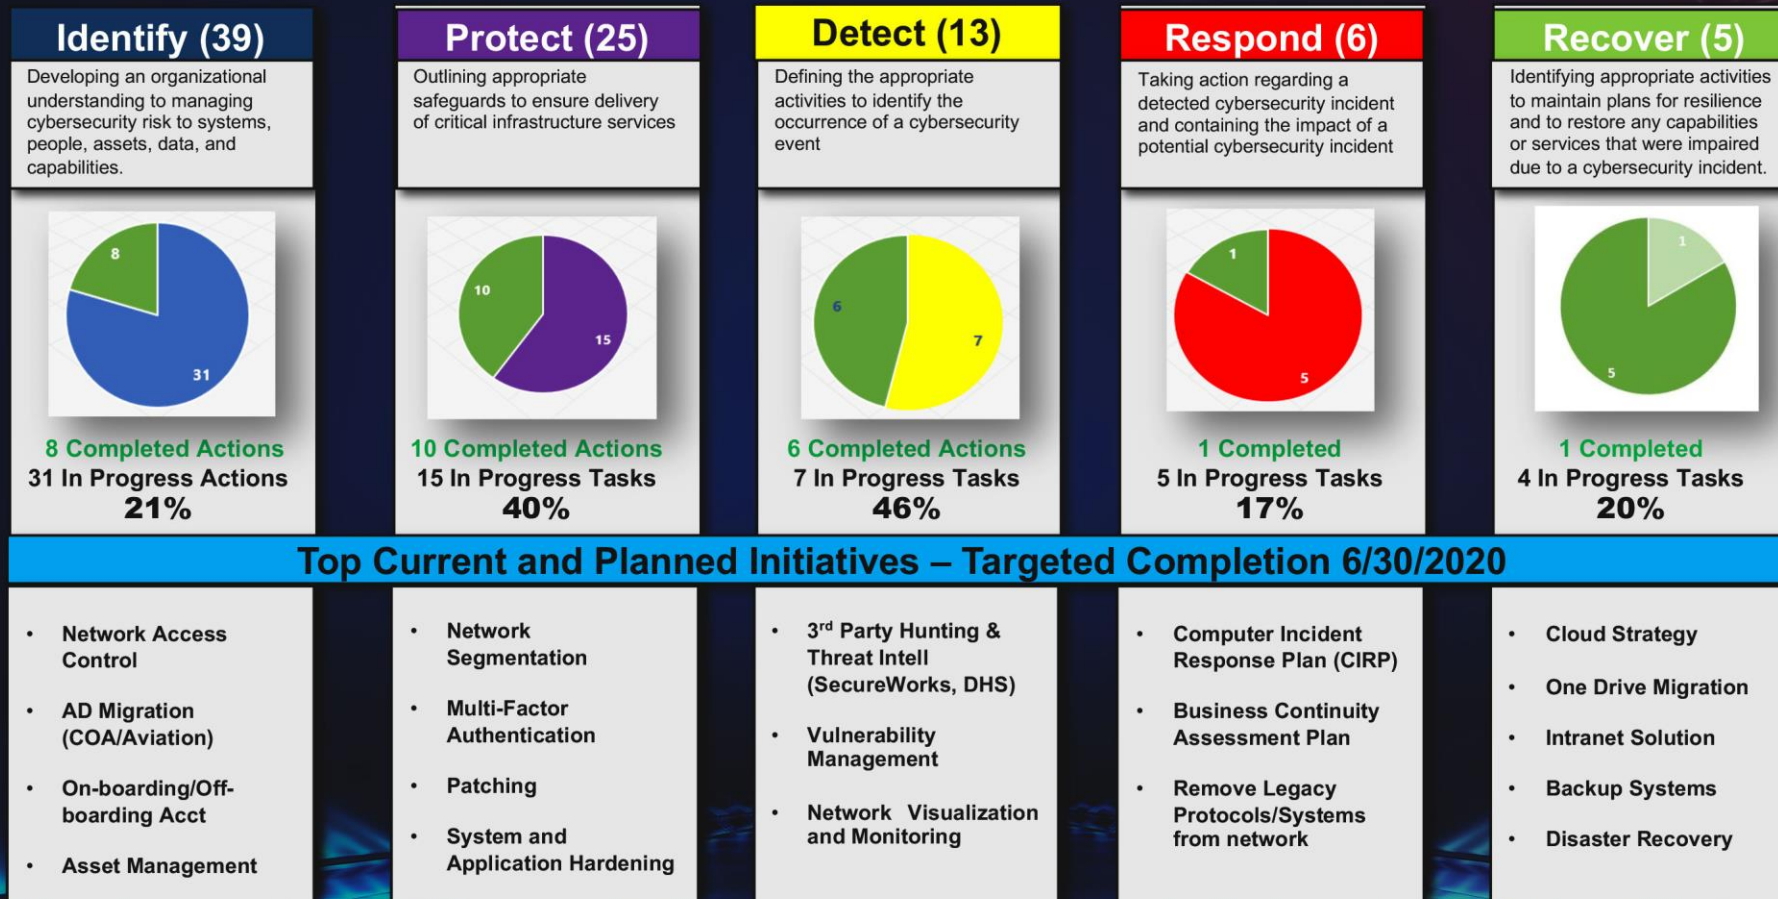 Identify (39)
Developing an organizational
understanding to managing
cybersecurity risk to systems,
people, assets, data, and
capabilities.
8
31
8 Completed Actions
31 In Progress Actions
21%
Protect (25)
Outlining appropriate
safeguards to ensure delivery
of critical infrastructure services
10
15
10 Completed Actions
15 In Progress Tasks
40%
Detect (13)
Defining the appropriate
activities to identify the
occurrence of a cybersecurity
event
6
7
6 Completed Actions
7 In Progress Tasks
46%
Respond (6)
Taking action regarding a
detected cybersecurity incident
and containing the impact of a
potential cybersecurity incident
1
5
1 Completed
5 In Progress Tasks
17%
Recover (5)
Identifying appropriate activities
to maintain plans for resilience
and to restore any capabilities
or services that were impaired
due to a cybersecurity incident.
1
5
1 Completed
4 In Progress Tasks
20%
Top Current and Planned Initiatives – Targeted Completion 6/30/2020
• Network Access
Control
• AD Migration
(COA/Aviation)
• On-boarding/Off-
boarding Acct
• Asset Management
• Network
Segmentation
• Multi-Factor
Authentication
• Patching
• System and
Application Hardening
• 3rd Party Hunting &
Threat Intell
(SecureWorks, DHS)
• Vulnerability
Management
• Network Visualization
and Monitoring
• Computer Incident
Response Plan (CIRP)
• Business Continuity
Assessment Plan
• Remove Legacy
Protocols/Systems
from network
• Cloud Strategy
• One Drive Migration
• Intranet Solution
• Backup Systems
• Disaster Recovery